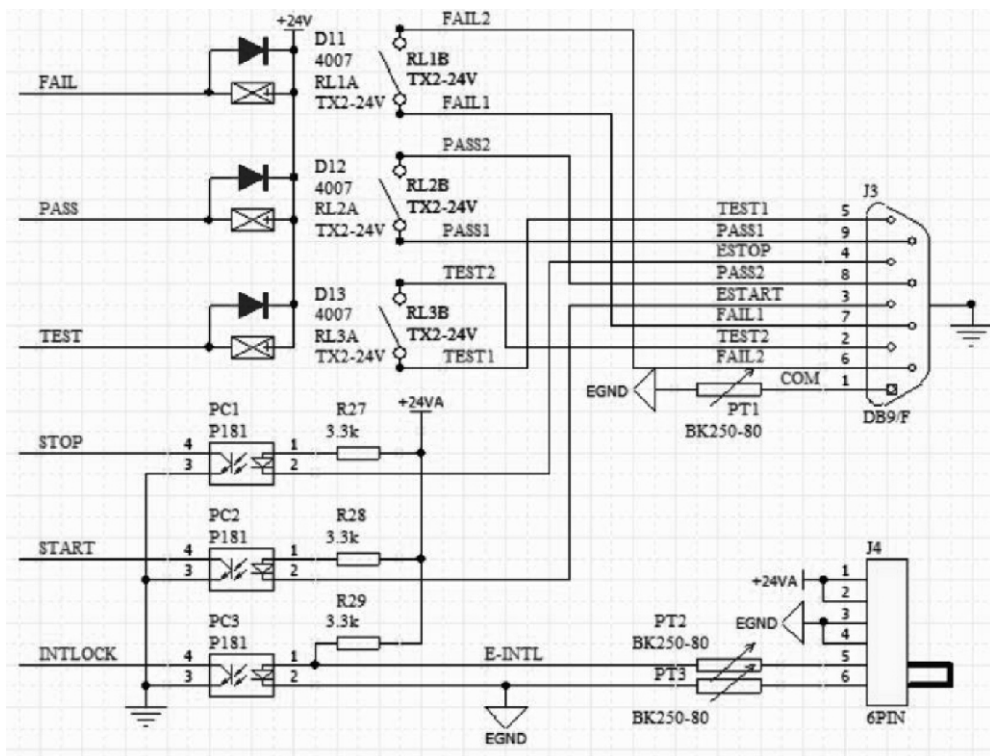 +24V
FAIL
D11
4007
RL1A
TX2-24V
FAIL2
RL1B
TX2-24V
FAIL1
PASS
D12
4007
RL2A
TX2-24V
PASS2
RL2B
TX2-24V
PASS1
TEST
D13
4007
RL3A
TX2-24V
TEST2
RL3B
TX2-24V
TEST1
J3
TEST1 5
PASS1 9
ESTOP 4
PASS2 8
ESTART 3
FAIL1 7
TEST2 2
FAIL2 6
COM 1
EGND
PT1
BK250-80
DB9/F
+24VA
STOP
PC1
P181
4 1
3 2
R27
3.3k
START
PC2
P181
4 1
3 2
R28
3.3k
INTLOCK
PC3
P181
4 1
3 2
R29
3.3k
E-INTL
EGND
J4
+24VA
1
2
EGND
3
4
PT2
BK250-80
5
PT3
6
BK250-80
6PIN